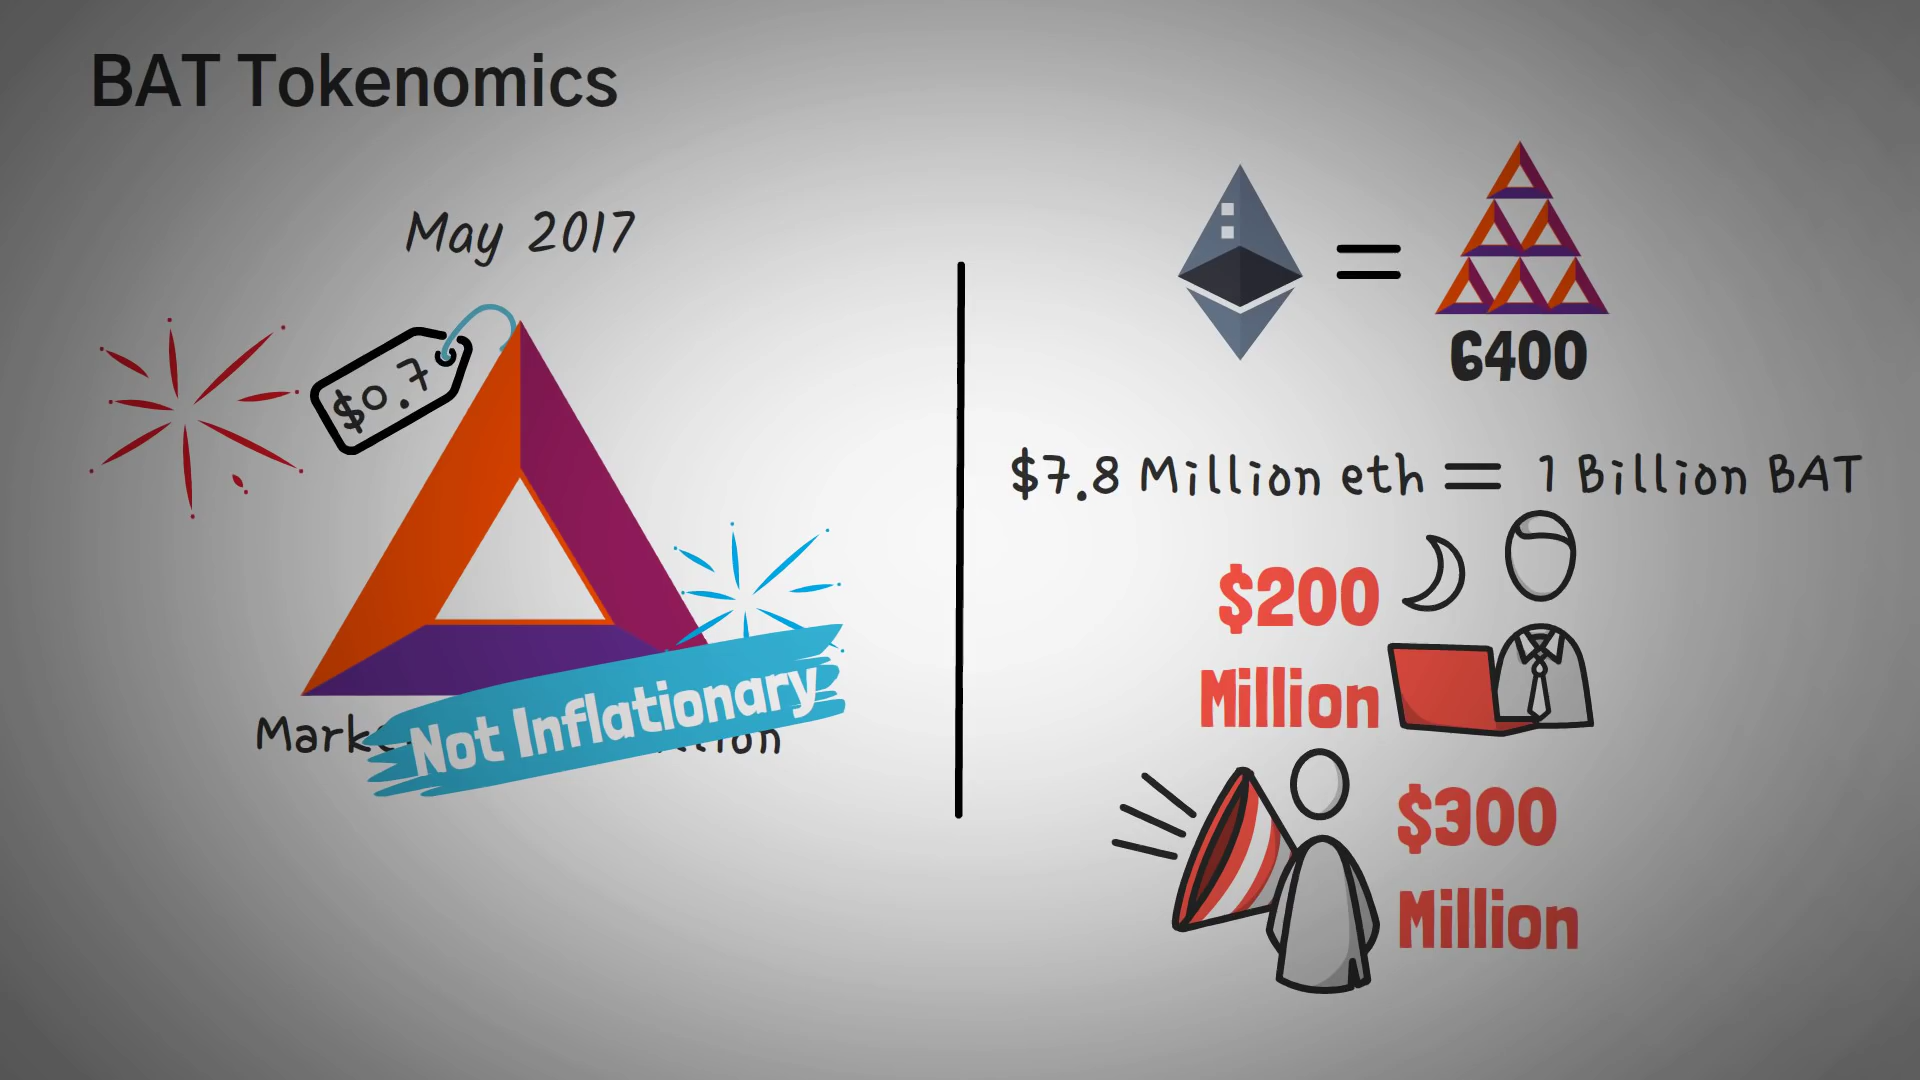 BAT Tokenomics
May 2017
$0.7
Not Inflationary
6400
$7.8 Million eth = 1 Billion BAT
$200
Million
$300
Million